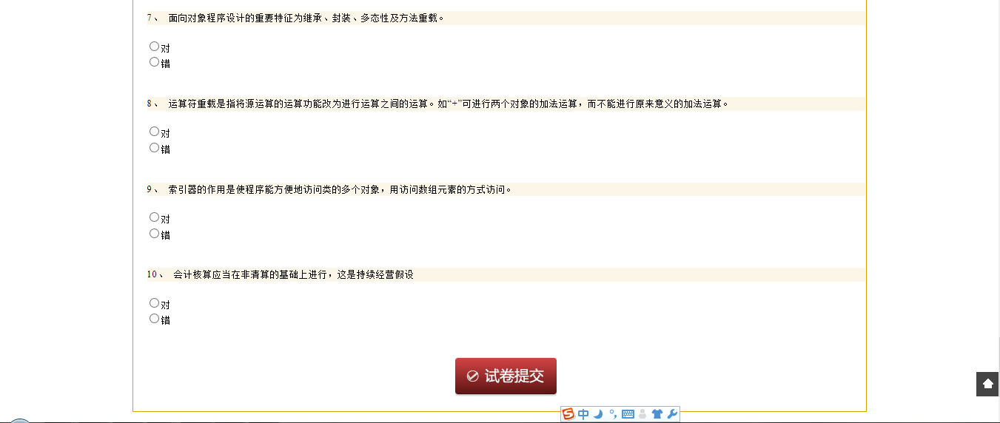 7、 面向对象程序设计的重要特征为继承、封装、多态性及方法重载。
对
错
8、 运算符重载是指将源运算的运算功能改为进行运算之间的运算。如“+”可进行两个对象的加法运算，而不能进行原来意义的加法运算。
对
错
9、 索引器的作用是使程序能方便地访问类的多个对象，用访问数组元素的方式访问。
对
错
10、 会计核算应当在非清算的基础上进行，这是持续经营假设
对
错
试卷提交
S中